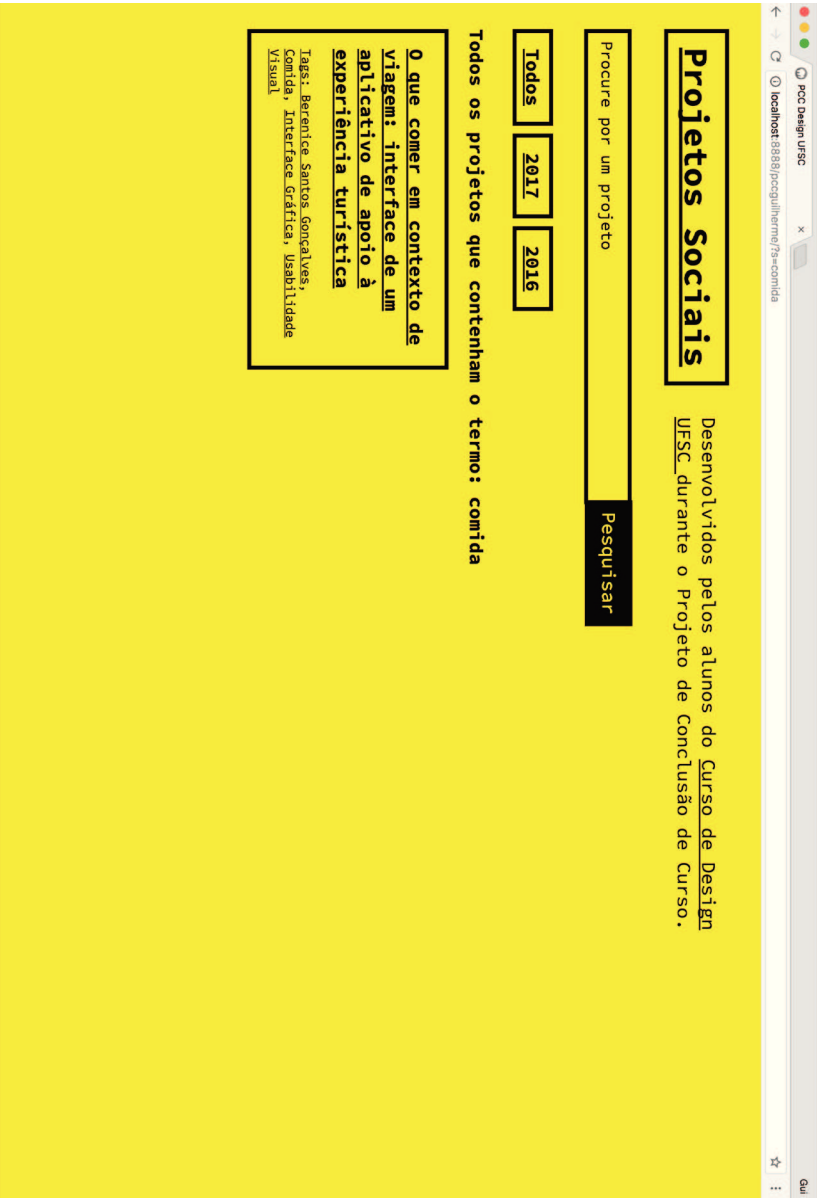 PCC Design UFSC
Gui
localhost:8888/pccguilherme/?s=comida
Projetos Sociais
Desenvolvidos pelos alunos do Curso de Design
UFSC durante o Projeto de Conclusão de Curso.
Procure por um projeto
Pesquisar
Todos
2017
2016
Todos os projetos que contenham o termo: comida
O que comer em contexto de
viagem: interface de um
aplicativo de apoio à
experiência turística
Tags: Berenice Santos Gonçalves,
Comida, Interface Gráfica, Usabilidade
Visual